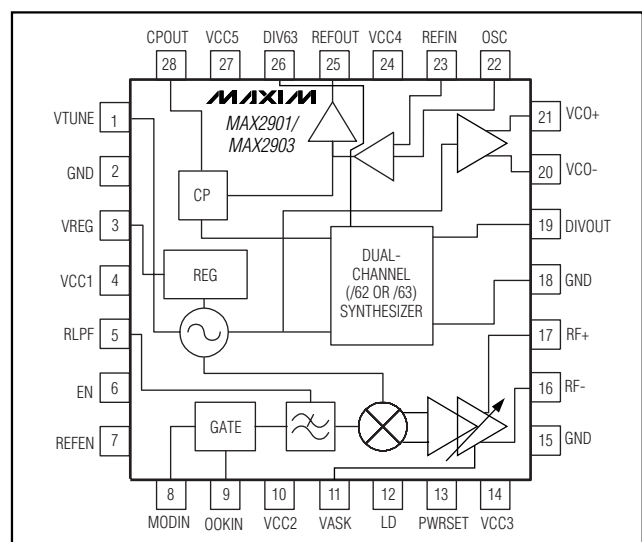 CPOUT VCC5 DIV63 REFOUT VCC4 REFIN OSC
28 27 26 25 24 23 22
MAXIM
MAX2901/
MAX2903
VTUNE 1
GND 2
VREG 3
VCC1 4
RLPF 5
EN 6
REFEN 7
21 VCO+
20 VCO-
19 DIVOUT
18 GND
17 RF+
16 RF-
15 GND
CP
REG
DUAL-
CHANNEL
(/62 OR /63)
SYNTHESIZER
GATE
8 9 10 11 12 13 14
MODIN OOKIN VCC2 VASK LD PWRSET VCC3